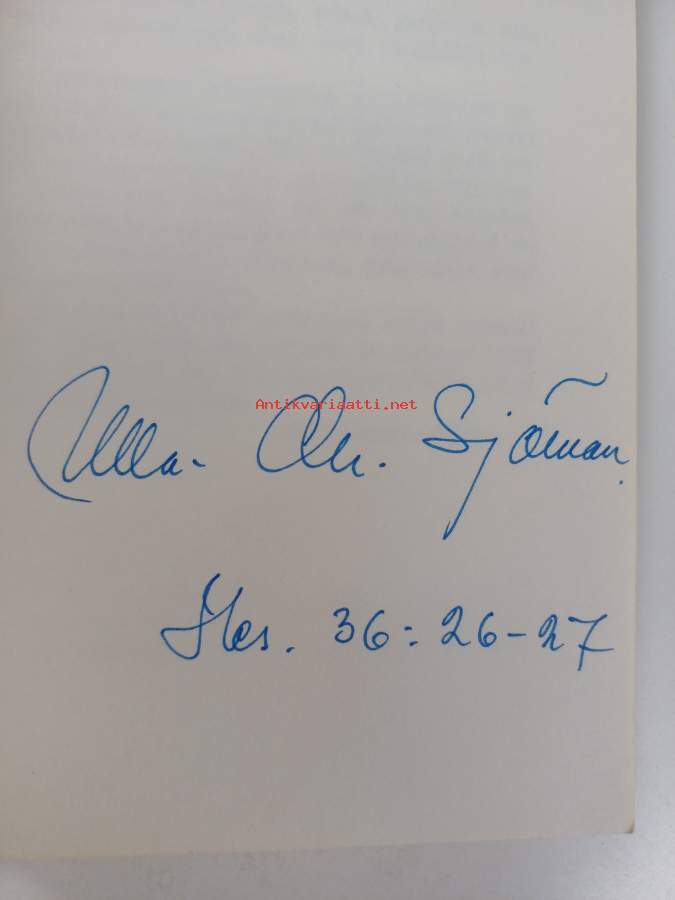 Antikvariaatti.net
Ulla- Chr. Sjöman.
Hes. 36:26-27